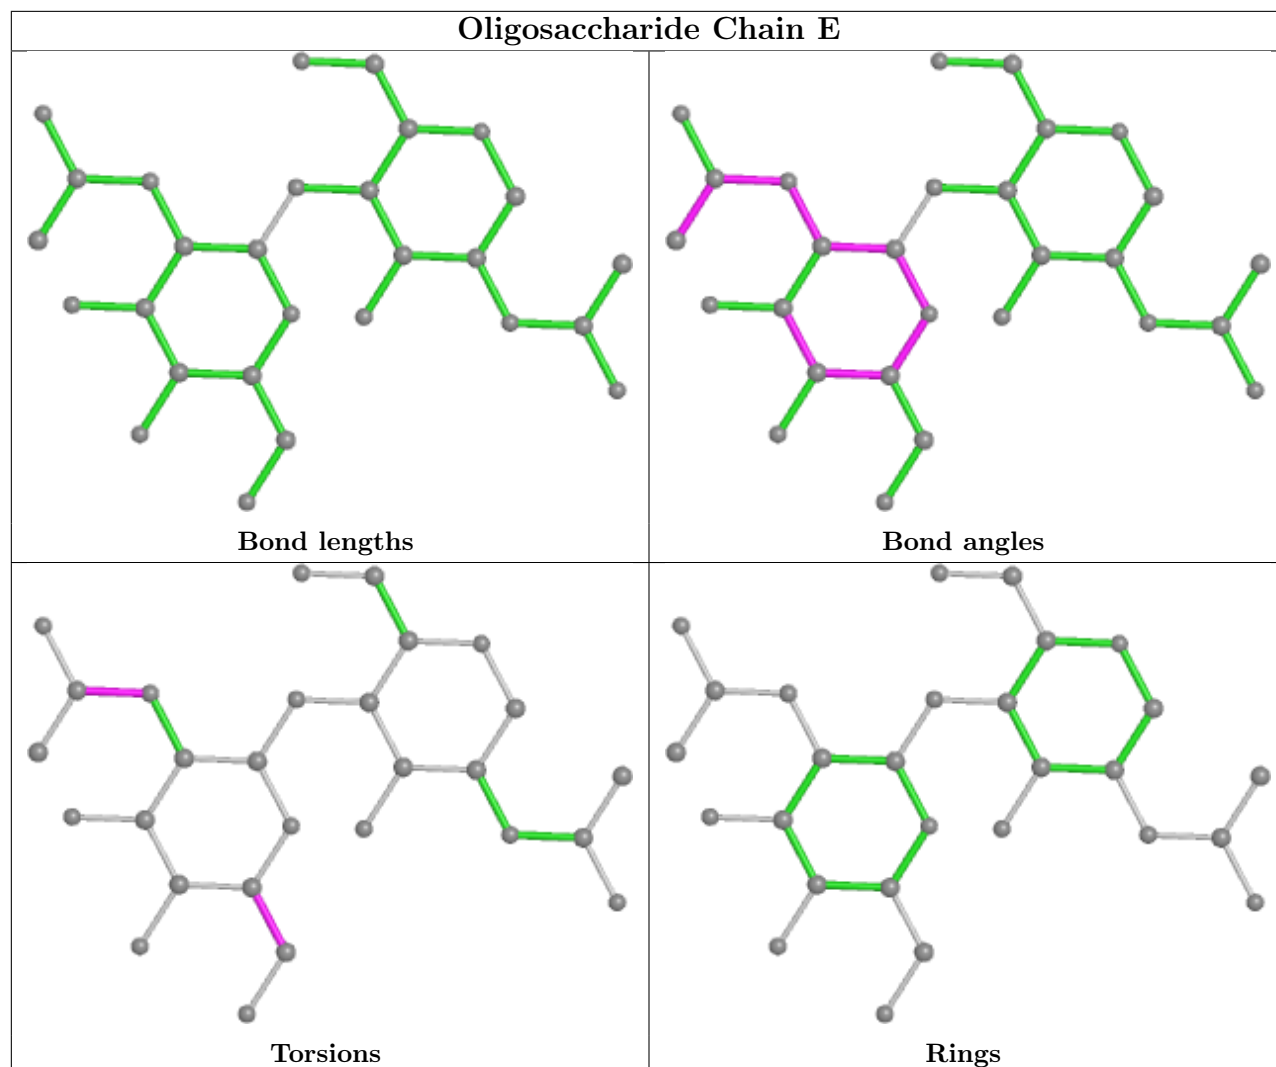 Oligosaccharide Chain E
Bond lengths
Bond angles
Torsions
Rings